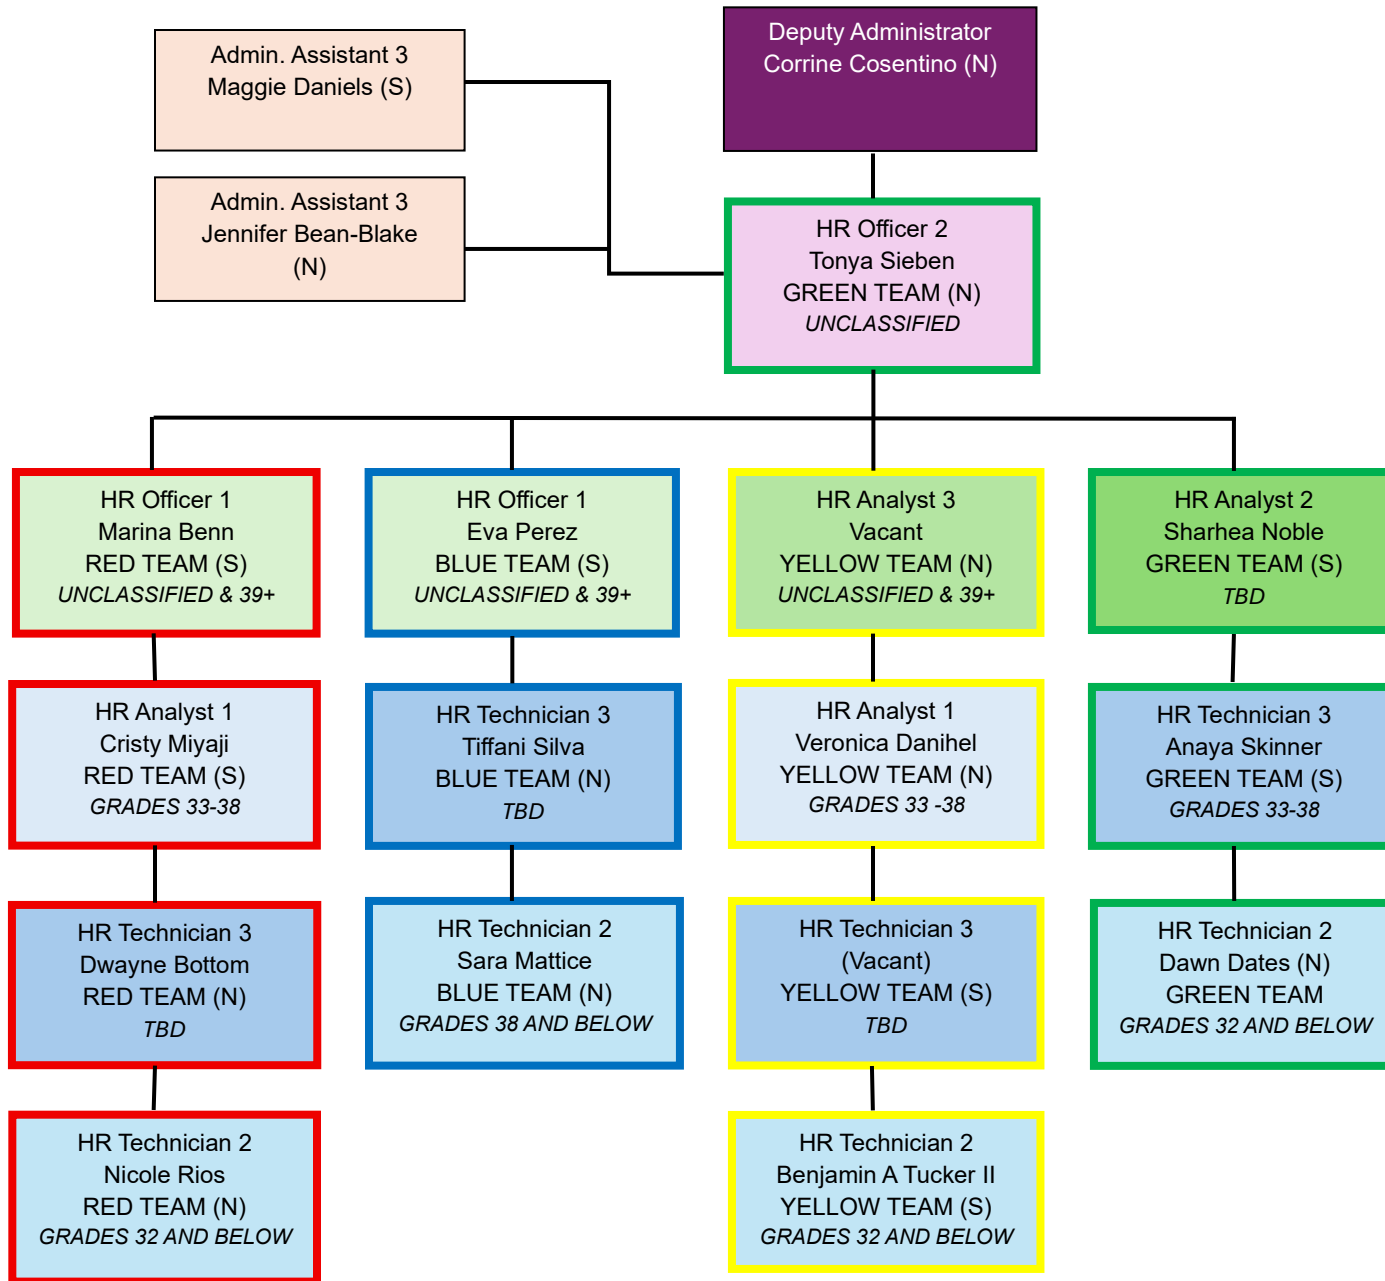 Admin. Assistant 3
Maggie Daniels (S)
Deputy Administrator
Corrine Cosentino (N)
Admin. Assistant 3
Jennifer Bean-Blake
(N)
HR Officer 2
Tonya Sieben
GREEN TEAM (N)
UNCLASSIFIED
HR Officer 1
Marina Benn
RED TEAM (S)
UNCLASSIFIED & 39+
HR Officer 1
Eva Perez
BLUE TEAM (S)
UNCLASSIFIED & 39+
HR Analyst 3
Vacant
YELLOW TEAM (N)
UNCLASSIFIED & 39+
HR Analyst 2
Sharhea Noble
GREEN TEAM (S)
TBD
HR Analyst 1
Cristy Miyaji
RED TEAM (S)
GRADES 33-38
HR Technician 3
Tiffani Silva
BLUE TEAM (N)
TBD
HR Analyst 1
Veronica Danihel
YELLOW TEAM (N)
GRADES 33 -38
HR Technician 3
Anaya Skinner
GREEN TEAM (S)
GRADES 33-38
HR Technician 3
Dwayne Bottom
RED TEAM (N)
TBD
HR Technician 2
Sara Mattice
BLUE TEAM (N)
GRADES 38 AND BELOW
HR Technician 3
(Vacant)
YELLOW TEAM (S)
TBD
HR Technician 2
Dawn Dates (N)
GREEN TEAM
GRADES 32 AND BELOW
HR Technician 2
Nicole Rios
RED TEAM (N)
GRADES 32 AND BELOW
HR Technician 2
Benjamin A Tucker II
YELLOW TEAM (S)
GRADES 32 AND BELOW